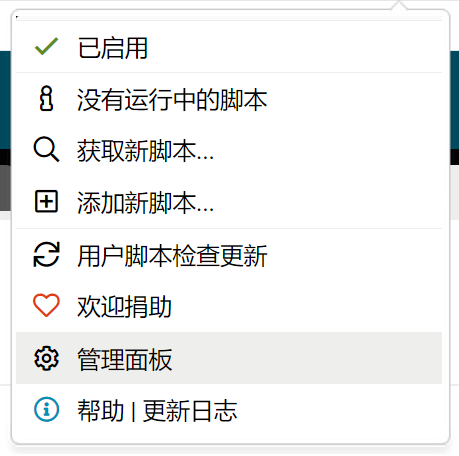 已启用
没有运行中的脚本
获取新脚本...
添加新脚本...
用户脚本检查更新
欢迎捐助
管理面板
帮助 | 更新日志